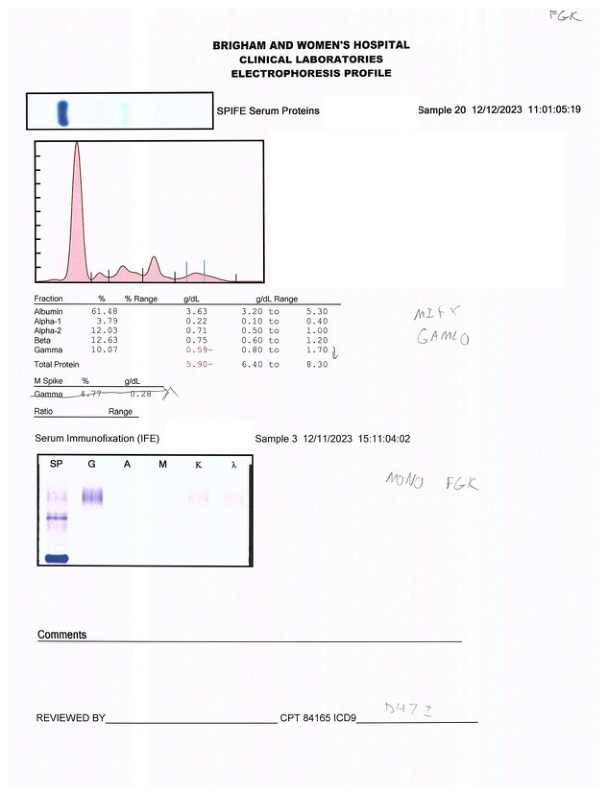 FGK
BRIGHAM AND WOMEN'S HOSPITAL
CLINICAL LABORATORIES
ELECTROPHORESIS PROFILE
SPIFE Serum Proteins Sample 20 12/12/2023 11:01:05:19
Fraction % % Range g/dL g/dL Range
Albumin 61.48 3.63 3.20 to 5.30
Alpha-1 3.79 0.22 0.10 to 0.40
Alpha-2 12.03 0.71 0.50 to 1.00
Beta 12.63 0.75 0.60 to 1.20
Gamma 10.07 0.59- 0.80 to 1.70
Total Protein 5.90- 6.40 to 8.30
MIFX
GAMLO
M Spike % g/dL
Gamma 4.77 0.28
Ratio Range
Serum Immunofixation (IFE) Sample 3 12/11/2023 15:11:04:02
SP G A M K λ
MONO FGK
Comments
REVIEWED BY CPT 84165 ICD9 D472